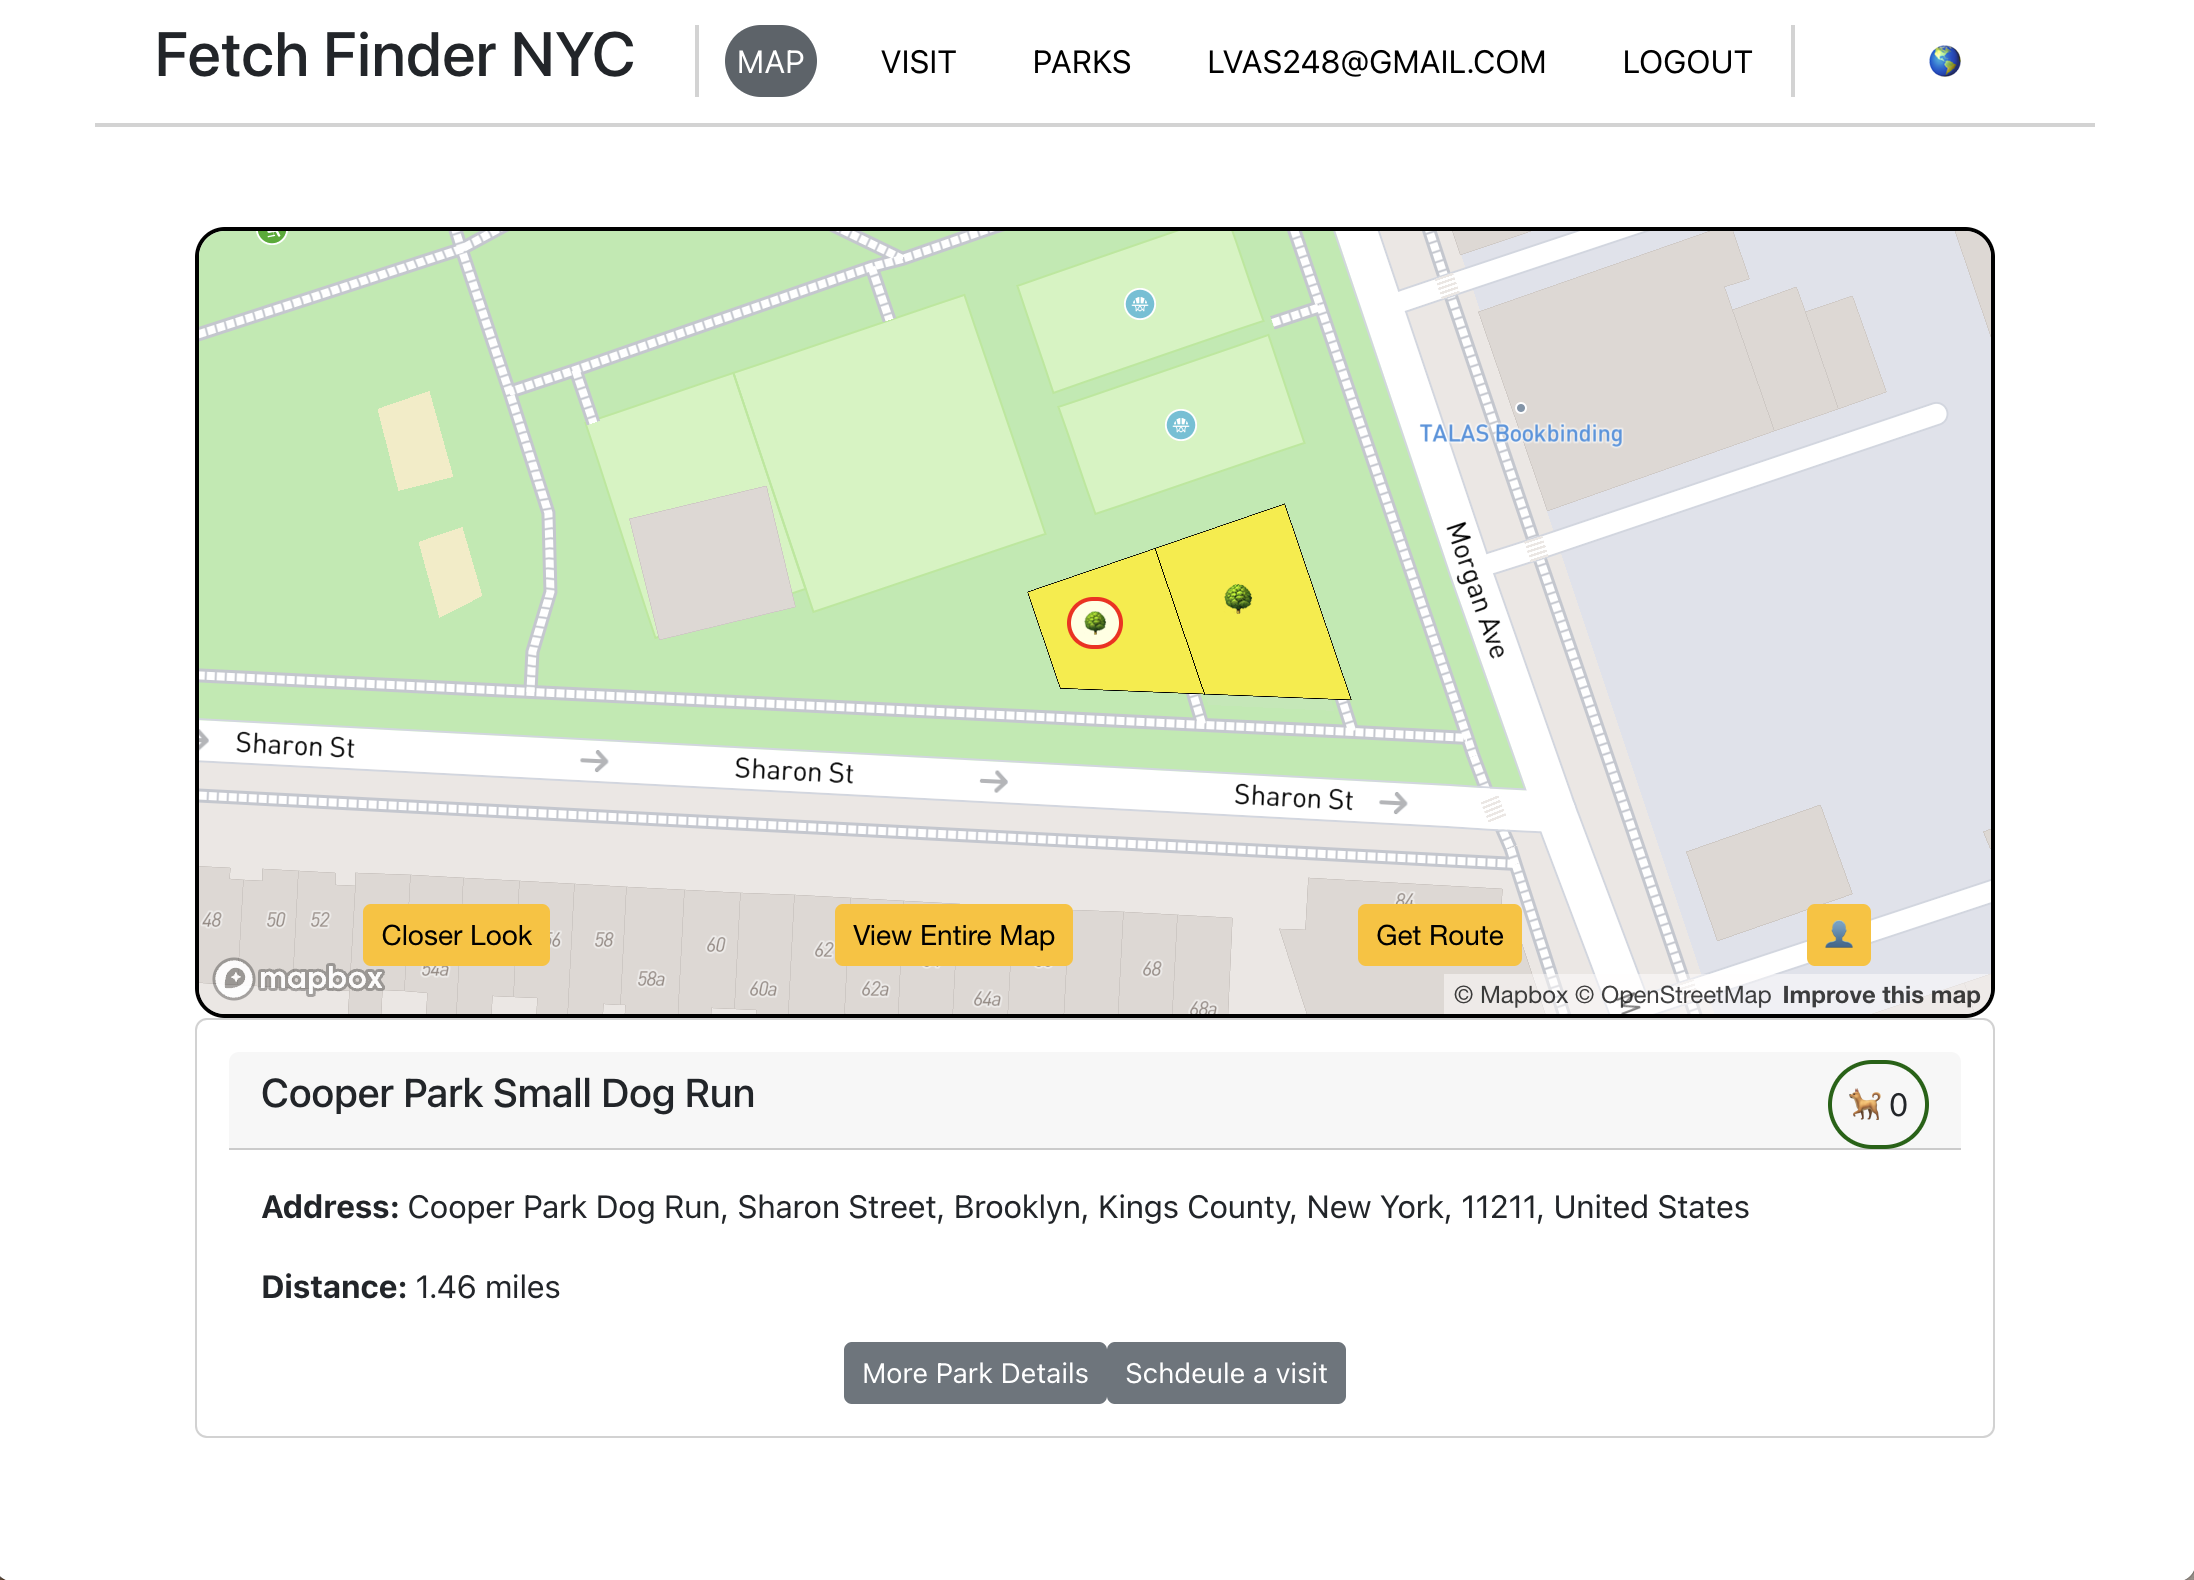 Fetch Finder NYC
MAP
VISIT
PARKS
LVAS248@GMAIL.COM
LOGOUT
TALAS Bookbinding
Morgan Ave
Sharon St
Sharon St
Sharon St
48
50
52
54a
58
58a
60
60a
62
62a
64a
68
68a
84
Closer Look
View Entire Map
Get Route
mapbox
© Mapbox © OpenStreetMap Improve this map
Cooper Park Small Dog Run
0
Address: Cooper Park Dog Run, Sharon Street, Brooklyn, Kings County, New York, 11211, United States
Distance: 1.46 miles
More Park Details
Schdeule a visit